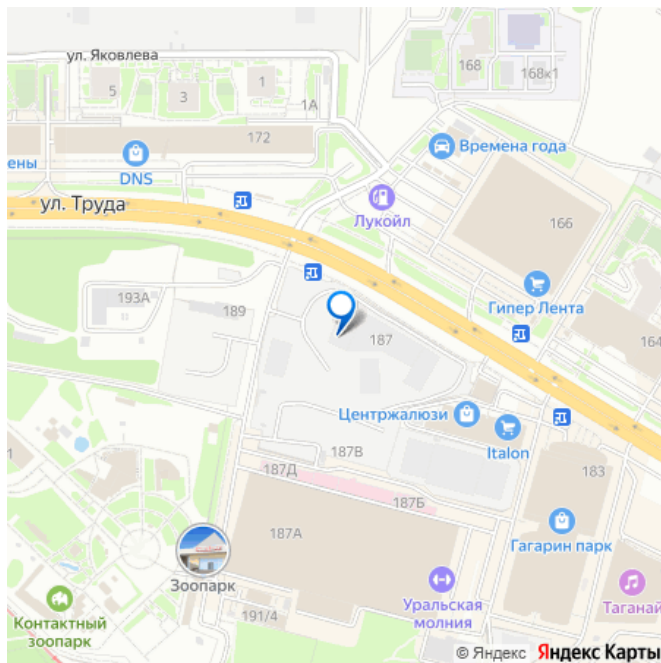 ул. Яковлева
5
3
1
1А
168
168к1
172
Времена года
ены
DNS
ул. Труда
Лукойл
166
193А
189
Гипер Лента
187
164
Центржалюзи
Italon
187В
183
187Д
187Б
1
187А
Гагарин парк
Зоопарк
Контактный
зоопарк
191/4
Уральская
молния
Таганай
© Яндекс Яндекс Карты